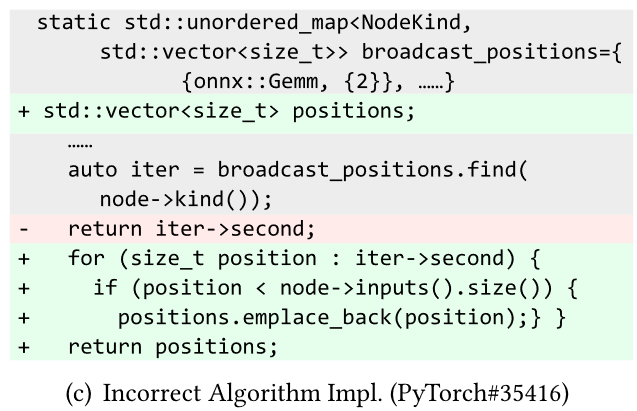 static std::unordered_map<NodeKind,
std::vector<size_t>> broadcast_positions={
{onnx::Gemm, {2}}, ……}
+ std::vector<size_t> positions;
……
auto iter = broadcast_positions.find(
node->kind());
- return iter->second;
+ for (size_t position : iter->second) {
+ if (position < node->inputs().size()) {
+ positions.emplace_back(position);} }
+ return positions;
(c) Incorrect Algorithm Impl. (PyTorch#35416)